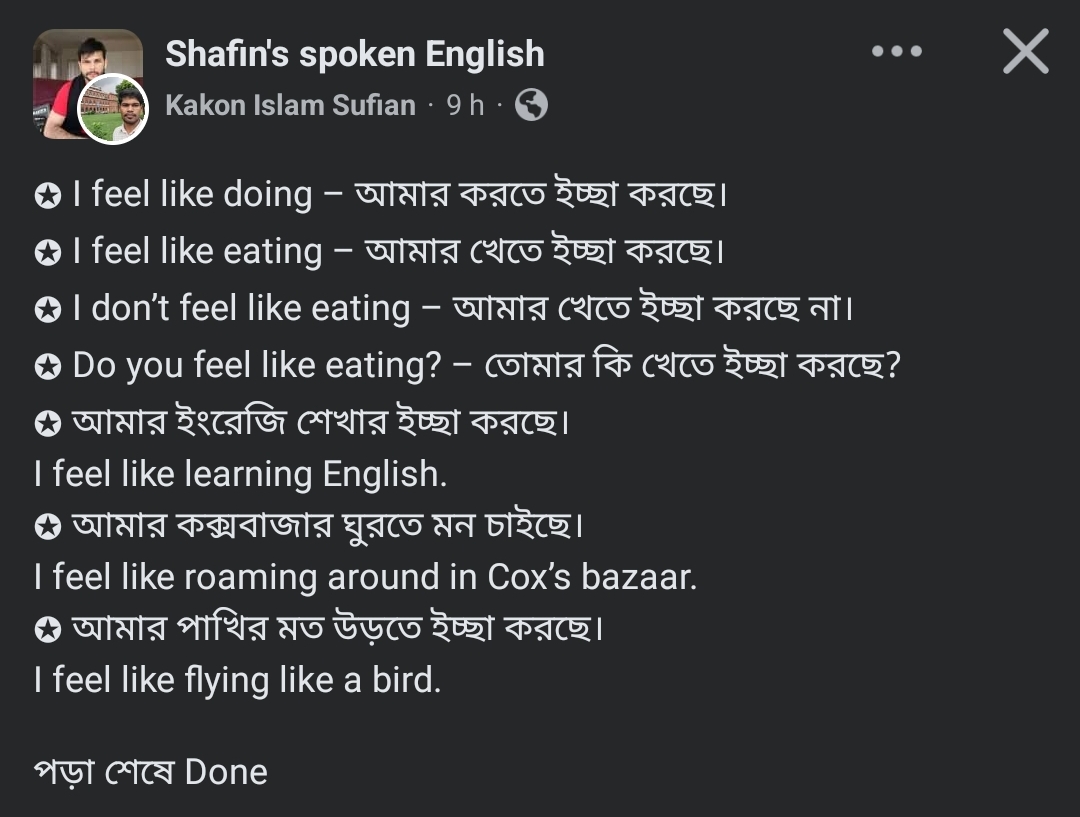 Shafin's spoken English
Kakon Islam Sufian · 9 h ·
✪ I feel like doing – আমার করতে ইচ্ছা করছে।
✪ I feel like eating – আমার খেতে ইচ্ছা করছে।
✪ I don’t feel like eating – আমার খেতে ইচ্ছা করছে না।
✪ Do you feel like eating? – তোমার কি খেতে ইচ্ছা করছে?
✪ আমার ইংরেজি শেখার ইচ্ছা করছে।
I feel like learning English.
✪ আমার কক্সবাজার ঘুরতে মন চাইছে।
I feel like roaming around in Cox’s bazaar.
✪ আমার পাখির মত উড়তে ইচ্ছা করছে।
I feel like flying like a bird.
পড়া শেষে Done